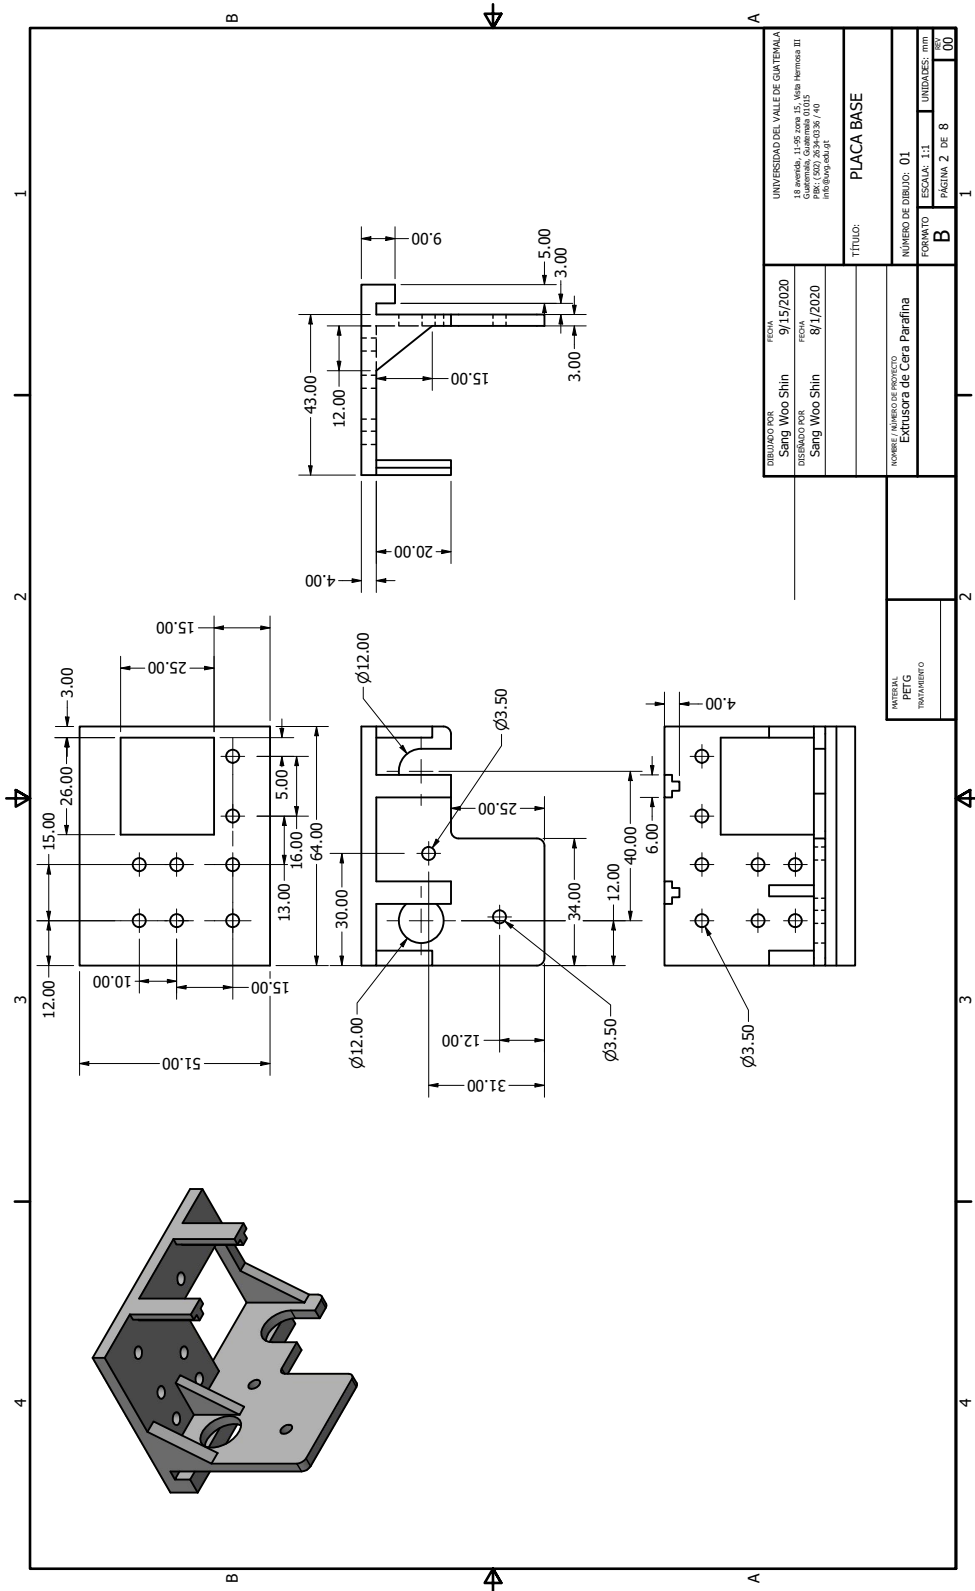 B
A
1
2
3
4
UNIVERSIDAD DEL VALLE DE GUATEMALA
18 avenida, 11-95 zona 15, Vista Hermosa III
Guatemala, Guatemala 01015
PBX: (502) 2634-0336 / 40
info@uvg.edu.gt
TÍTULO:
PLACA BASE
NÚMERO DE DIBUJO: 01
FORMATO
B
ESCALA: 1:1
UNIDADES: mm
PÁGINA 2 DE 8
REV
00
DIBUJADO POR
Sang Woo Shin
FECHA
9/15/2020
DISEÑADO POR
Sang Woo Shin
FECHA
8/1/2020
NOMBRE / NÚMERO DE PROYECTO
Extrusora de Cera Parafina
MATERIAL
PETG
TRATAMIENTO
9.00
5.00
3.00
3.00
43.00
12.00
15.00
20.00
4.00
15.00
25.00
3.00
26.00
15.00
12.00
5.00
16.00
13.00
64.00
10.00
15.00
51.00
Ø12.00
Ø3.50
25.00
30.00
34.00
12.00
40.00
Ø12.00
Ø3.50
12.00
31.00
4.00
6.00
Ø3.50
B
A
1
2
3
4